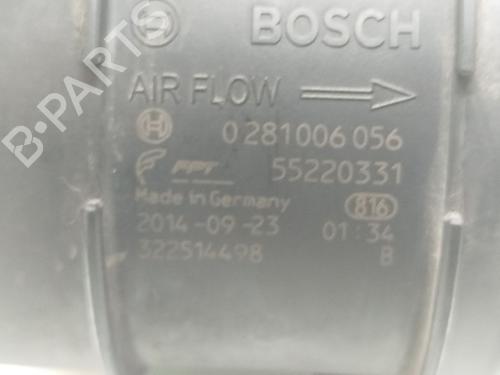 BOSCH
B-PARTS
AIR FLOW
0 281 006 056
FPT 55220331
Made in Germany 816
2014-09-23 01:34
322514498 B